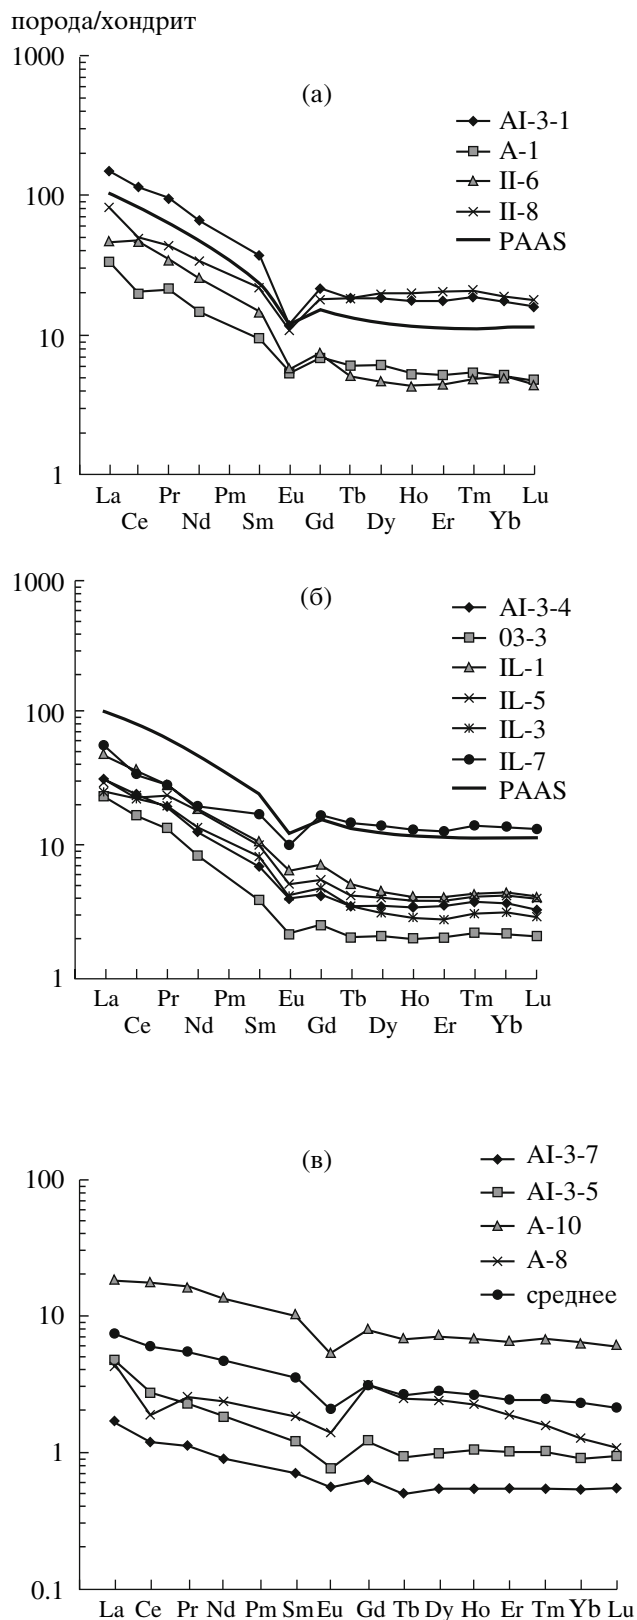 порода/хондрит
1000
(а)
AI-3-1
A-1
II-6
II-8
PAAS
100
10
1
La Pr Pm Eu Tb Ho Tm Lu
Ce Nd Sm Gd Dy Er Yb
1000
(б)
AI-3-4
03-3
IL-1
IL-5
IL-3
IL-7
PAAS
100
10
1
La Pr Pm Eu Tb Ho Tm Lu
Ce Nd Sm Gd Dy Er Yb
(в)
AI-3-7
AI-3-5
A-10
A-8
среднее
100
10
1
0.1
La Ce Pr Nd Pm Sm Eu Gd Tb Dy Ho Er Tm Yb Lu